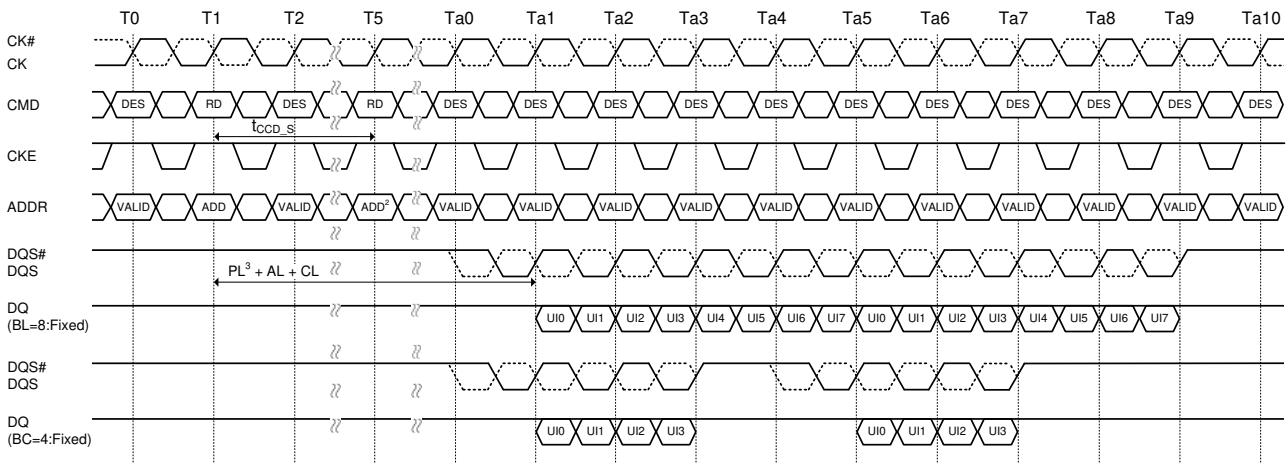 T0 T1 T2 T5 Ta0 Ta1 Ta2 Ta3 Ta4 Ta5 Ta6 Ta7 Ta8 Ta9 Ta10
CK#
CK
CMD DES RD DES RD DES DES DES DES DES DES DES DES DES DES DES
tCCD_S
CKE
ADDR VALID ADD VALID ADD² VALID VALID VALID VALID VALID VALID VALID VALID VALID VALID VALID
DQS#
DQS
PL³ + AL + CL
DQ
(BL=8:Fixed)
UI0 UI1 UI2 UI3 UI4 UI5 UI6 UI7 UI0 UI1 UI2 UI3 UI4 UI5 UI6 UI7
DQS#
DQS
DQ
(BC=4:Fixed)
UI0 UI1 UI2 UI3 UI0 UI1 UI2 UI3